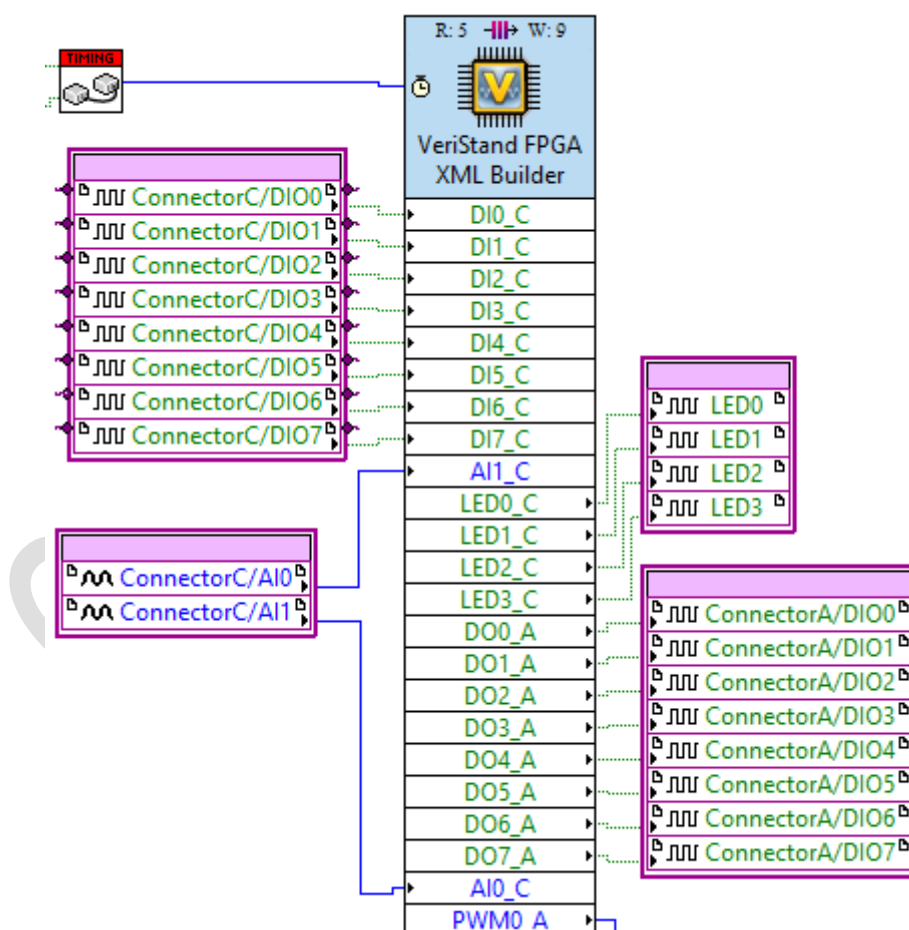 R: 5 W: 9
TIMING
VeriStand FPGA
XML Builder
ConnectorC/DIO0
ConnectorC/DIO1
ConnectorC/DIO2
ConnectorC/DIO3
ConnectorC/DIO4
ConnectorC/DIO5
ConnectorC/DIO6
ConnectorC/DIO7
ConnectorC/AI0
ConnectorC/AI1
DI0_C
DI1_C
DI2_C
DI3_C
DI4_C
DI5_C
DI6_C
DI7_C
AI1_C
LED0_C
LED1_C
LED2_C
LED3_C
DO0_A
DO1_A
DO2_A
DO3_A
DO4_A
DO5_A
DO6_A
DO7_A
AI0_C
PWM0_A
LED0
LED1
LED2
LED3
ConnectorA/DIO0
ConnectorA/DIO1
ConnectorA/DIO2
ConnectorA/DIO3
ConnectorA/DIO4
ConnectorA/DIO5
ConnectorA/DIO6
ConnectorA/DIO7